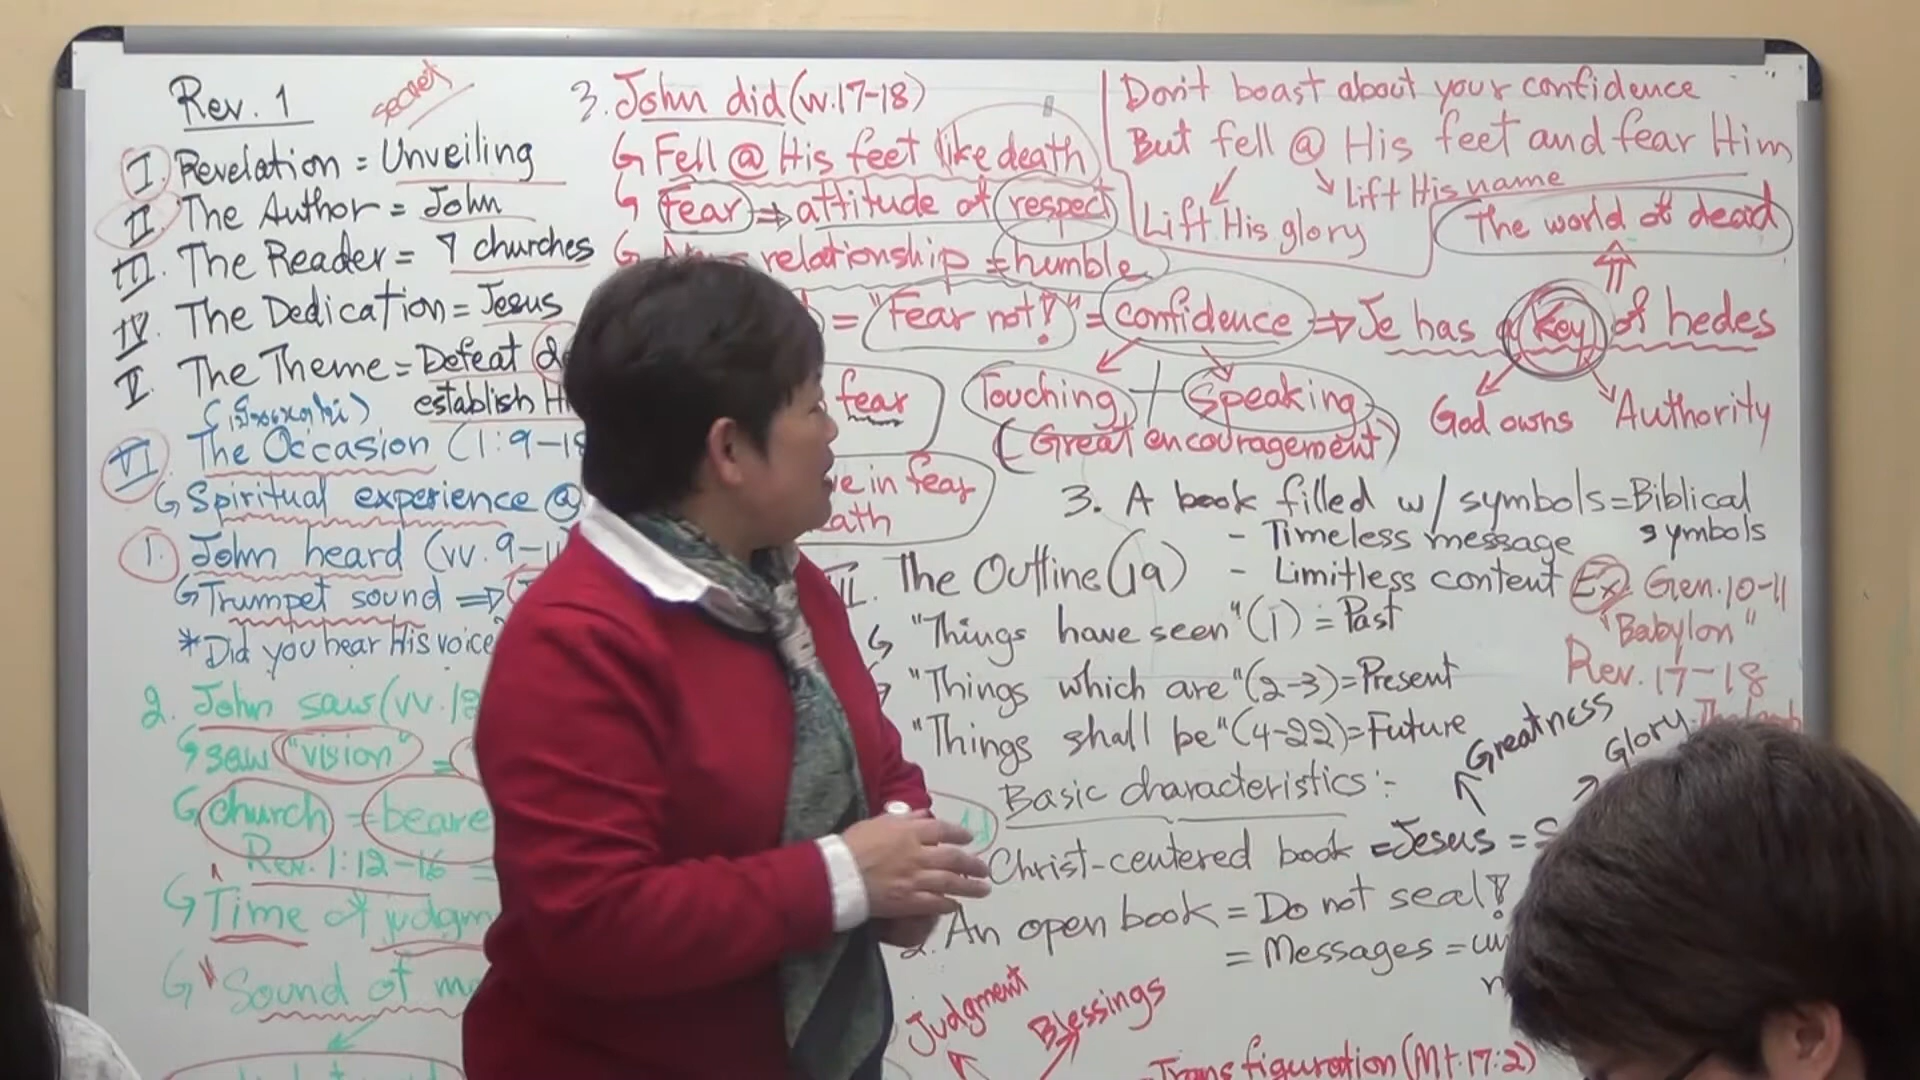 Rev. 1
secret
I. Revelation = Unveiling
II. The Author = John
III. The Reader = 7 churches
IV. The Dedication = Jesus
V. The Theme = Defeat
establish
VI. The Occasion (1:9-18
Spiritual experience @
1. John heard (vv. 9-11
Trumpet sound ⇒
*Did you hear His voice?
2. John saw (vv. 12
saw "vision" =
church = beare
Rev. 1:12-16 =
Time of judgm
Sound of
3. John did (vv. 17-18)
Fell @ His feet like death
fear ⇒ attitude of respect
relationship = humble
= "Fear not!" = confidence ⇒ Je has a Key of hedes
fear
Touching + Speaking
(Great encouragement)
in fear
Don't boast about your confidence
But fell @ His feet and fear Him
Lift His glory
Lift His name
The world of dead
God owns
Authority
3. A book filled w/ symbols = Biblical symbols
- Timeless message
- Limitless content
Ex. Gen. 10-11
"Babylon"
Rev. 17-18
The Outline (19)
"Things have seen" (1) = Past
"Things which are" (2-3) = Present
"Things shall be" (4-22) = Future
Basic characteristics:-
Greatness
Glory
Christ-centered book = Jesus =
2. An open book = Do not seal!
= Messages =
Judgment
Blessings
Transfiguration (Mt. 17:2)